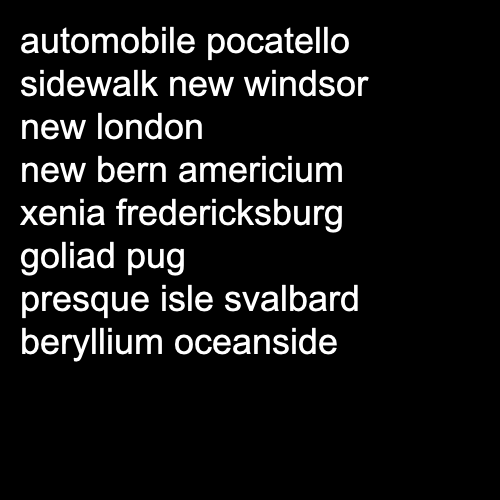 automobile pocatello
sidewalk new windsor
new london
new bern americium
xenia fredericksburg
goliad pug
presque isle svalbard
beryllium oceanside